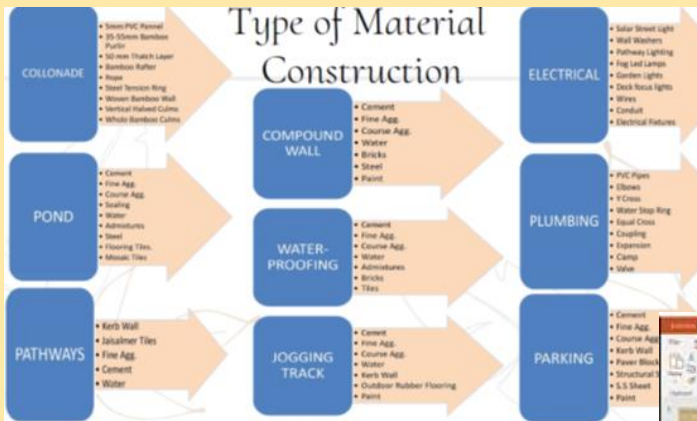 Type of Material
Construction
COLLONADE
• 5mm PVC Pannel
• 35-55mm Bamboo
Purlin
• 50 mm Thatch Layer
• Bamboo Rafter
• Rope
• Steel Tension Ring
• Woven Bamboo Wall
• Vertical Halved Culms
• Whole Bamboo Culms
POND
• Cement
• Fine Agg.
• Course Agg.
• Sealing
• Water
• Admixtures
• Steel
• Flooring Tiles.
• Mosaic Tiles
PATHWAYS
• Kerb Wall
• Jaisalmer Tiles
• Fine Agg.
• Cement
• Water
COMPOUND
WALL
• Cement
• Fine Agg.
• Course Agg.
• Water
• Bricks
• Steel
• Paint
WATER-
PROOFING
• Cement
• Fine Agg.
• Course Agg.
• Water
• Admixtures
• Bricks
• Tiles
JOGGING
TRACK
• Cement
• Fine Agg.
• Course Agg.
• Water
• Kerb Wall
• Outdoor Rubber Flooring
• Paint
ELECTRICAL
• Solar Street Light
• Wall Washers
• Pathway Lighting
• Fog Led Lamps
• Garden Lights
• Deck focus lights
• Wires
• Conduit
• Electrical Fixtures
PLUMBING
• PVC Pipes
• Elbows
• Y Cross
• Water Stop Ring
• Equal Cross
• Coupling
• Expansion
• Camp
• Valve
PARKING
• Cement
• Fine Agg.
• Course Agg.
• Kerb Wall
• Paver Block
• Structural S
• S.S Sheet
• Paint